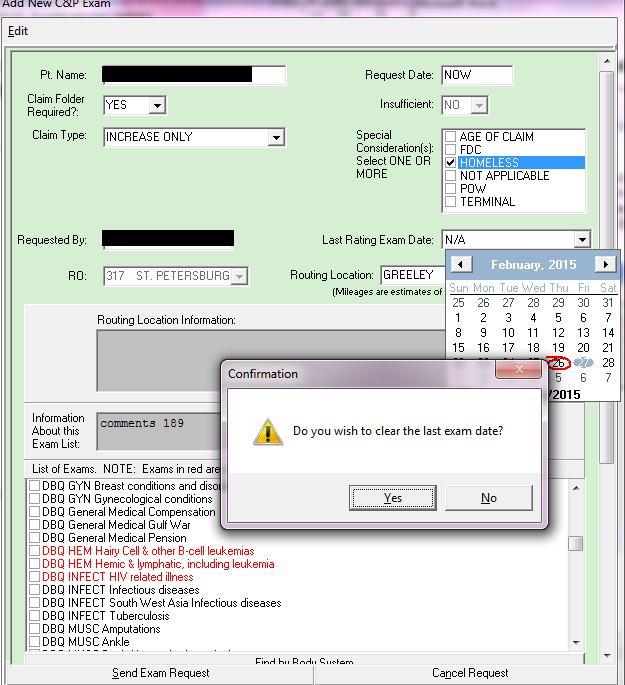 Add New C&P Exam
Edit
Pt. Name:
Request Date: NOW
Claim Folder
Required?: YES
Insufficient: NO
Claim Type: INCREASE ONLY
Special
Consideration(s):
Select ONE OR
MORE
AGE OF CLAIM
FDC
HOMELESS
NOT APPLICABLE
POW
TERMINAL
Requested By:
Last Rating Exam Date: N/A
RO: 317 ST. PETERSBURG
Routing Location: GREELEY
(Mileages are estimates of
February, 2015
Sun Mon Tue Wed Thu Fri Sat
25 26 27 28 29 30 31
1 2 3 4 5 6 7
8 9 10 11 12 13 14
15 16 17 18 19 20 21
26 27 28
5 6 7
/2015
Routing Location Information:
Confirmation
Do you wish to clear the last exam date?
Yes No
Information
About this
Exam List:
comments 189
List of Exams. NOTE: Exams in red are
DBQ GYN Breast conditions and disor
DBQ GYN Gynecological conditions
DBQ General Medical Compensation
DBQ General Medical Gulf War
DBQ General Medical Pension
DBQ HEM Hairy Cell & other B-cell leukemias
DBQ HEM Hemic & lymphatic, including leukemia
DBQ INFECT HIV related illness
DBQ INFECT Infectious diseases
DBQ INFECT South West Asia Infectious diseases
DBQ INFECT Tuberculosis
DBQ MUSC Amputations
DBQ MUSC Ankle
Find by Body System
Send Exam Request
Cancel Request